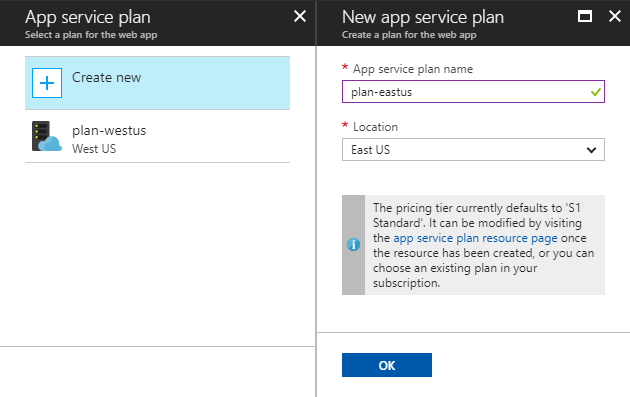 App service plan
Select a plan for the web app
Create new
plan-westus
West US
New app service plan
Create a plan for the web app
* App service plan name
plan-eastus
* Location
East US
The pricing tier currently defaults to 'S1
Standard'. It can be modified by visiting
the app service plan resource page once
the resource has been created, or you can
choose an existing plan in your
subscription.
OK